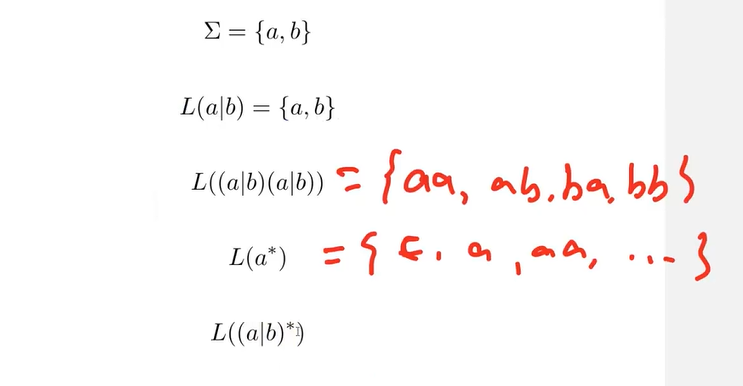 Σ = {a, b}
L(a|b) = {a, b}
L((a|b)(a|b)) = {aa, ab, ba, bb}
L(a*) = {ε, a, aa, ...}
L((a|b)*)